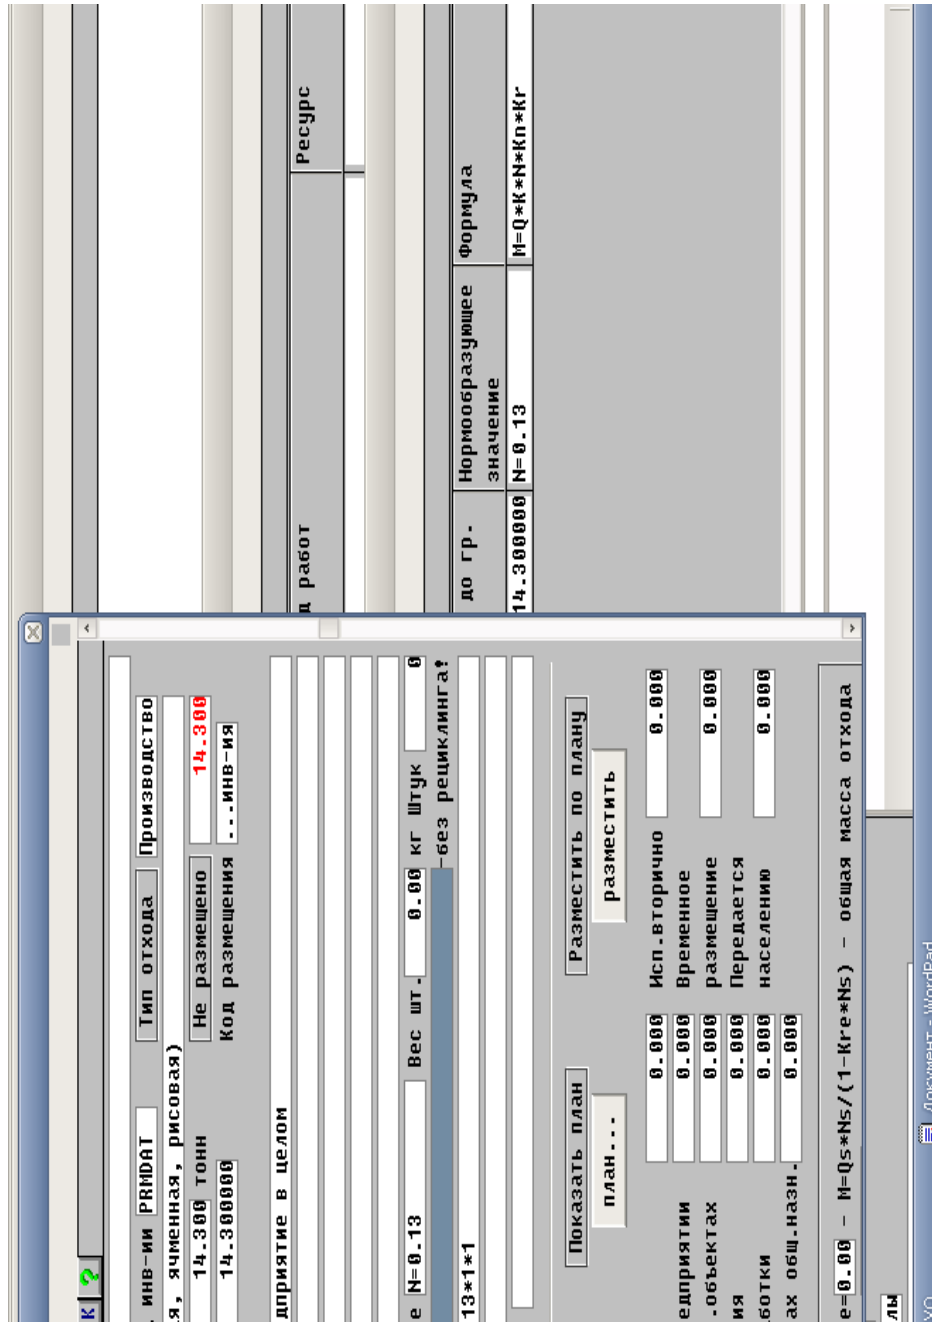 К ?
инв-ии PRMDAT Тип отхода Производство
я, ячменная, рисовая)
14.300 тонн Не размещено 14.300
14.300000 Код размещения ...инв-ия
дприятие в целом
е N=0.13 Вес шт. 0.00 кг Штук 0
без рециклинга!
13*1*1
Показать план Разместить по плану
план... разместить
0.000 Исп.вторично 0.000
едприятии 0.000 Временное
.объектах 0.000 размещение 0.000
ия 0.000 Передается
ботки 0.000 населению 0.000
ах общ.назн. 0.000
е=0.00 - M=Qs*Ns/(1-Kre*Ns) - общая масса отхода
лы
д работ Ресурс
до гр. Нормообразующее значение Формула
14.300000 N=0.13 M=Q*K*N*Kn*Kr
Документ - WordPad